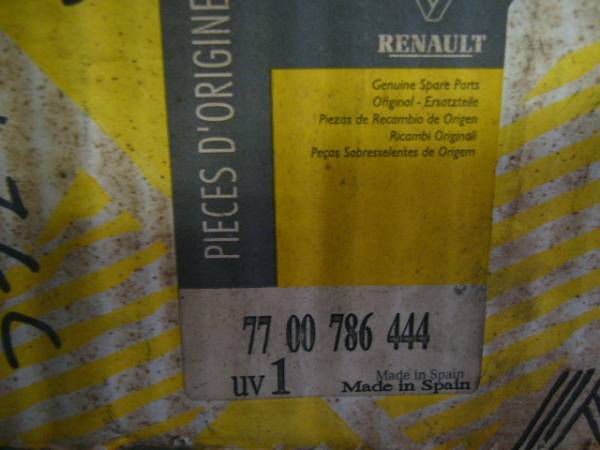 PIECES D'ORIGINE
RENAULT
Genuine Spare Parts
Original - Ersatzteile
Piezas de Recambio de Origen
Ricambi Originali
Peças Sobresselentes de Origem
77 00 786 444
uv 1
Made in Spain
Made in Spain